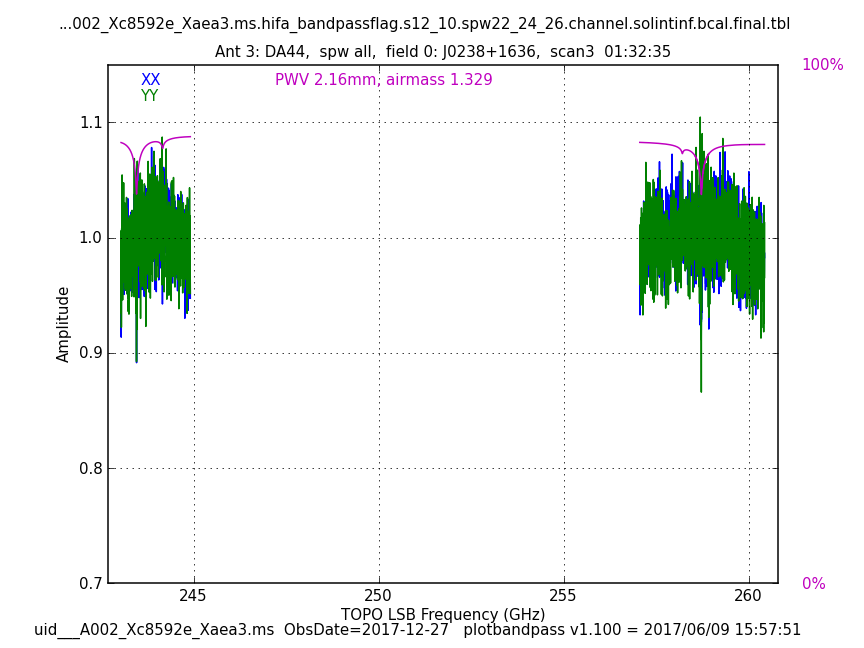 ...002_Xc8592e_Xaea3.ms.hifa_bandpassflag.s12_10.spw22_24_26.channel.solintinf.bcal.final.tbl
Ant 3: DA44,  spw all,  field 0: J0238+1636,  scan3  01:32:35
100%
XX
PWV 2.16mm, airmass 1.329
YY
1.1
1.0
0.9
0.8
0.7
Amplitude
0%
245
250
255
260
TOPO LSB Frequency (GHz)
uid___A002_Xc8592e_Xaea3.ms  ObsDate=2017-12-27   plotbandpass v1.100 = 2017/06/09 15:57:51